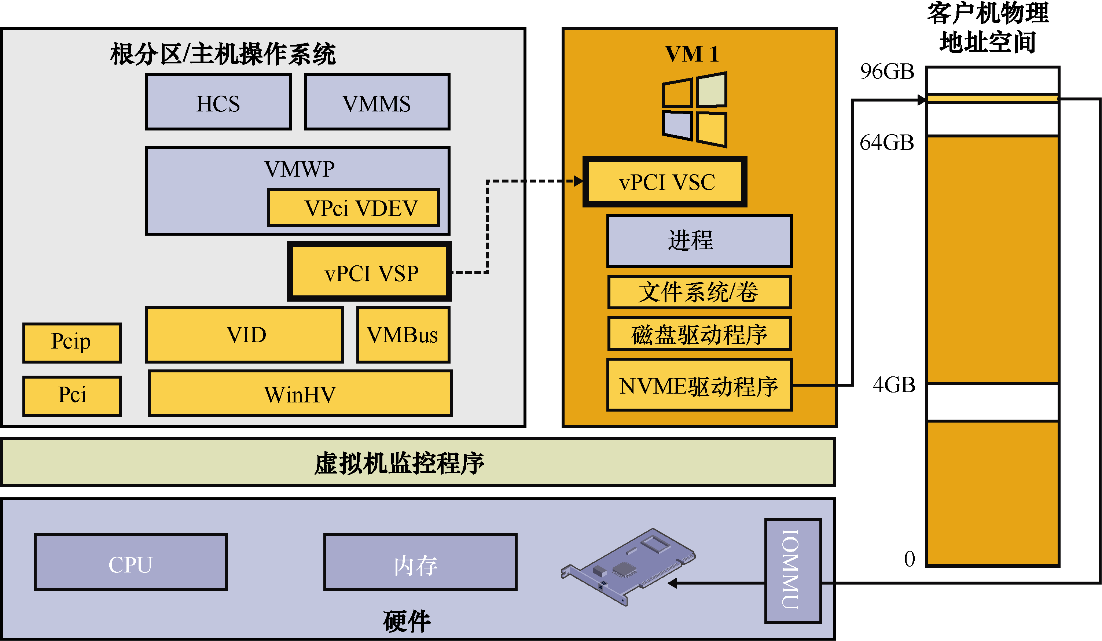 根分区/主机操作系统
HCS
VMMS
VMWP
VPci VDEV
vPCI VSP
Pcip
VID
VMBus
Pci
WinHV
VM 1
vPCI VSC
进程
文件系统/卷
磁盘驱动程序
NVME驱动程序
客户机物理
地址空间
96GB
64GB
4GB
0
虚拟机监控程序
CPU
内存
IOMMU
硬件